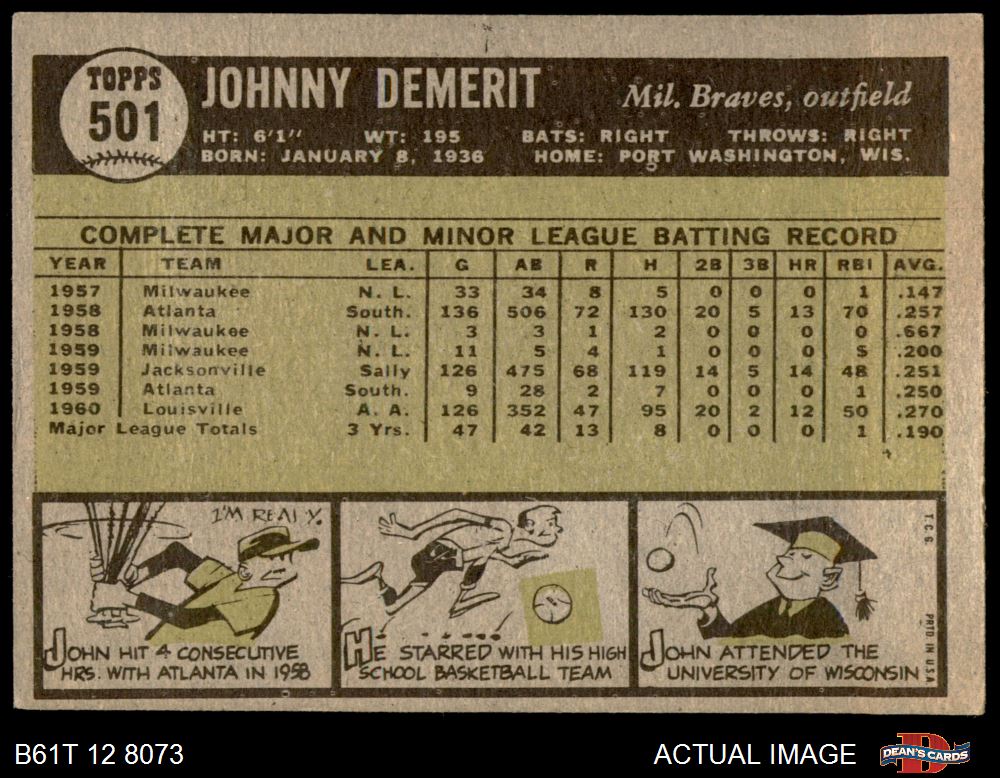 TOPPS
501
JOHNNY DEMERIT
Mil. Braves, outfield
HT: 6'1" WT: 195 BATS: RIGHT THROWS: RIGHT
BORN: JANUARY 8, 1936 HOME: PORT WASHINGTON, WIS.
COMPLETE MAJOR AND MINOR LEAGUE BATTING RECORD
YEAR TEAM LEA. G AB R H 2B 3B HR RBI AVG.
1957 Milwaukee N. L. 33 34 8 5 0 0 0 1 .147
1958 Atlanta South. 136 506 72 130 20 5 13 70 .257
1958 Milwaukee N. L. 3 3 1 2 0 0 0 0 .667
1959 Milwaukee N. L. 11 5 4 1 0 0 0 S .200
1959 Jacksonville Sally 126 475 68 119 14 5 14 48 .251
1959 Atlanta South. 9 28 2 7 0 0 0 1 .250
1960 Louisville A. A. 126 352 47 95 20 2 12 50 .270
Major League Totals 3 Yrs. 47 42 13 8 0 0 0 1 .190
I'M READY.
JOHN HIT 4 CONSECUTIVE
HRS. WITH ATLANTA IN 1958
HE STARRED WITH HIS HIGH
SCHOOL BASKETBALL TEAM
JOHN ATTENDED THE
UNIVERSITY OF WISCONSIN
T.C.G.
PRTD IN U.S.A.
B61T 12 8073
ACTUAL IMAGE
DEAN'S CARDS